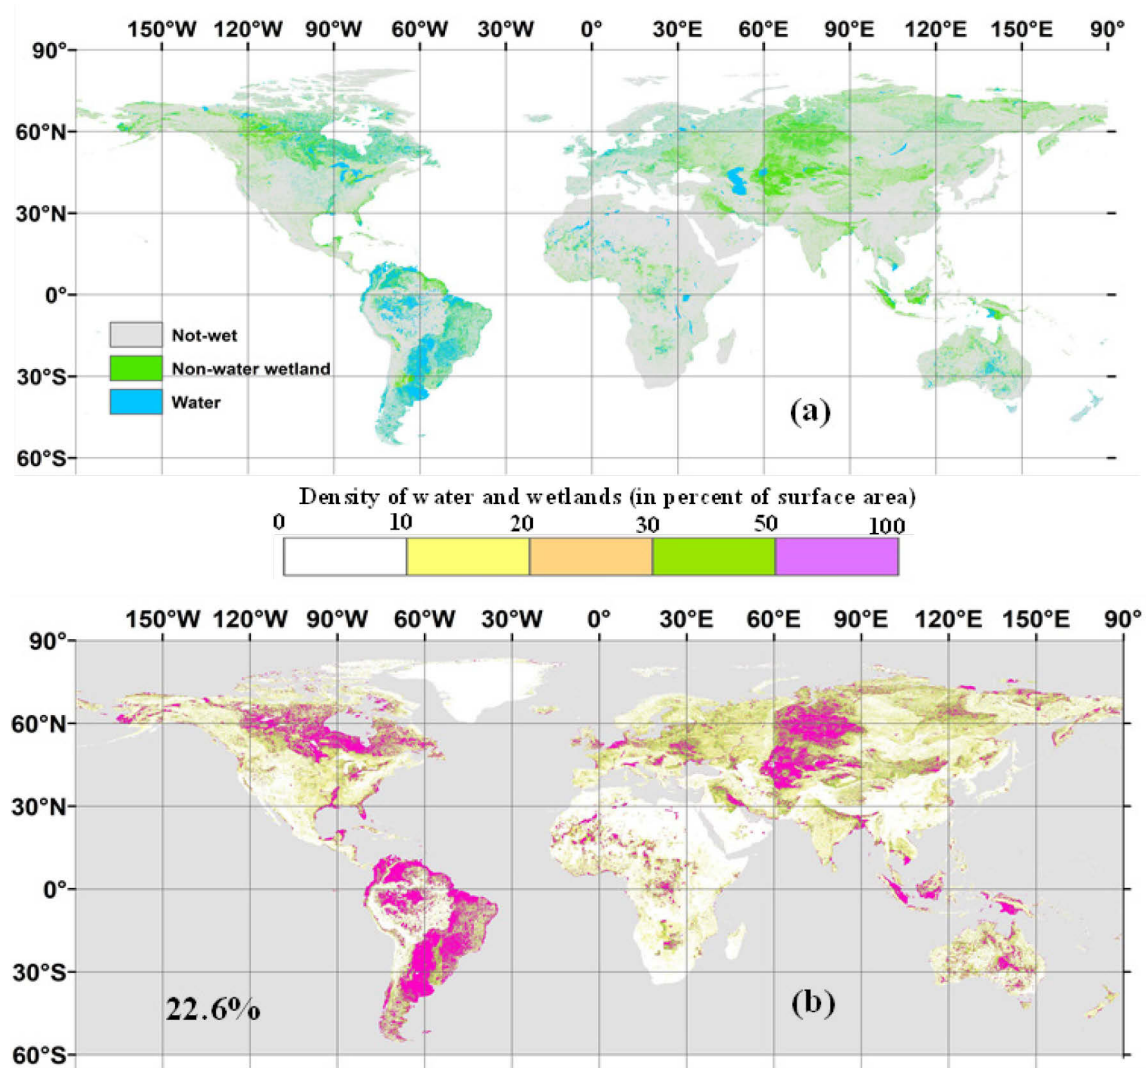 150°W 120°W 90°W 60°W 30°W 0° 30°E 60°E 90°E 120°E 150°E 90°
90°
60°N
30°N
0°
30°S
60°S
Not-wet
Non-water wetland
Water
(a)
Density of water and wetlands (in percent of surface area)
0 10 20 30 50 100
150°W 120°W 90°W 60°W 30°W 0° 30°E 60°E 90°E 120°E 150°E 90°
90°
60°N
30°N
0°
30°S
60°S
22.6%
(b)